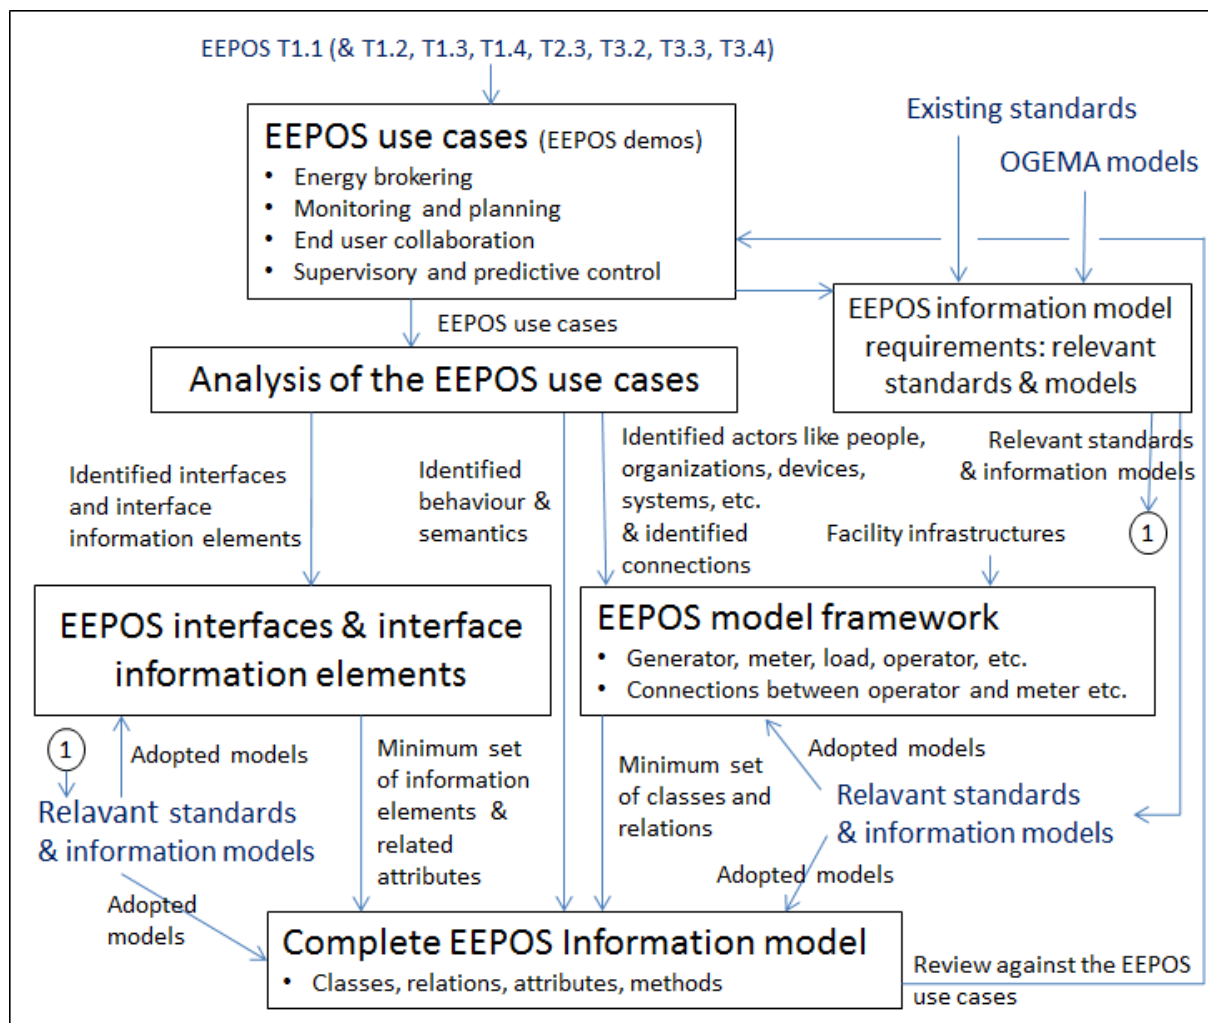 EEPOS T1.1 (& T1.2, T1.3, T1.4, T2.3, T3.2, T3.3, T3.4)
EEPOS use cases (EEPOS demos)
• Energy brokering
• Monitoring and planning
• End user collaboration
• Supervisory and predictive control
Existing standards
OGEMA models
EEPOS use cases
EEPOS information model
requirements: relevant
standards & models
Analysis of the EEPOS use cases
Identified interfaces
and interface
information elements
Identified
behaviour &
semantics
Identified actors like people,
organizations, devices,
systems, etc.
& identified
connections
Relevant standards
& information models
1
Facility infrastructures
EEPOS interfaces & interface
information elements
EEPOS model framework
• Generator, meter, load, operator, etc.
• Connections between operator and meter etc.
1
Adopted models
Relavant standards
& information models
Minimum set
of information
elements &
related
attributes
Minimum set
of classes and
relations
Adopted models
Relavant standards
& information models
Adopted models
Adopted
models
Complete EEPOS Information model
• Classes, relations, attributes, methods
Review against the EEPOS
use cases